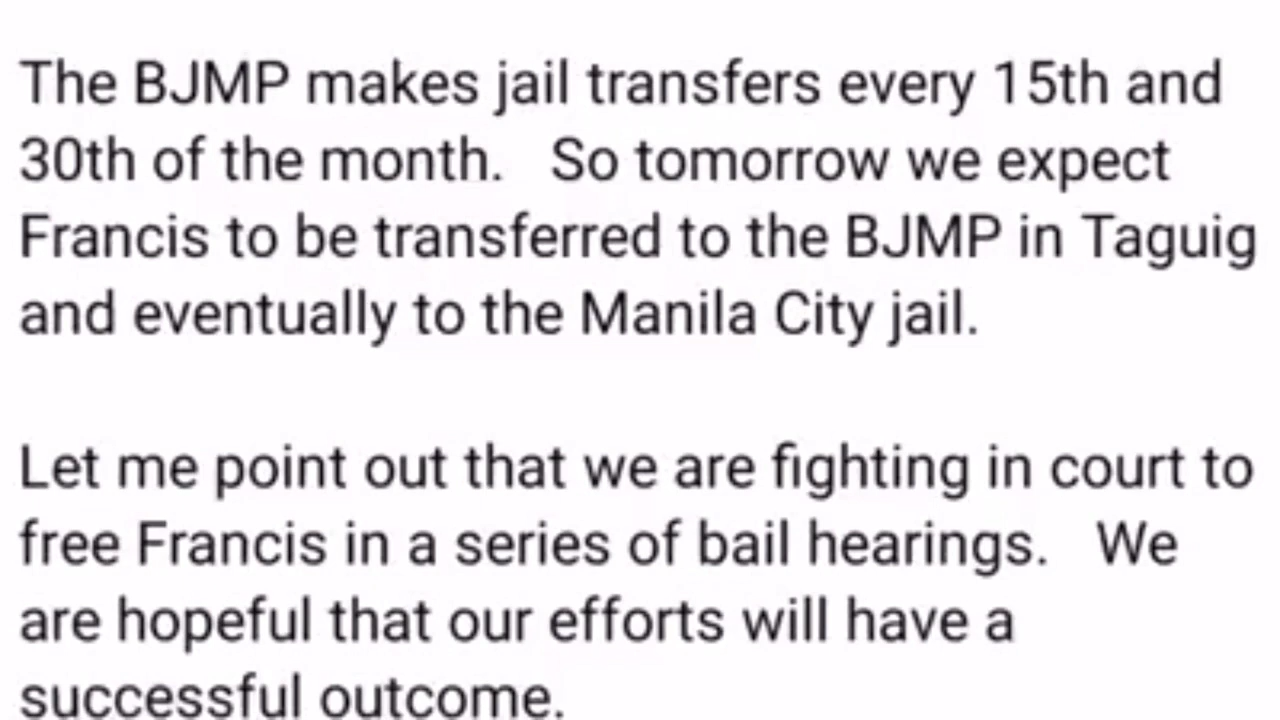 The BJMP makes jail transfers every 15th and
30th of the month.   So tomorrow we expect
Francis to be transferred to the BJMP in Taguig
and eventually to the Manila City jail.
Let me point out that we are fighting in court to
free Francis in a series of bail hearings.   We
are hopeful that our efforts will have a
successful outcome.